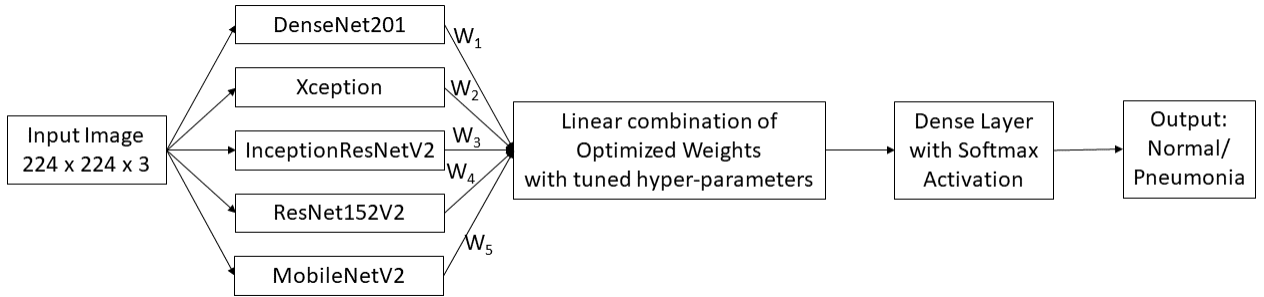 Input Image
224 x 224 x 3
DenseNet201
Xception
InceptionResNetV2
ResNet152V2
MobileNetV2
W1
W2
W3
W4
W5
Linear combination of
Optimized Weights
with tuned hyper-parameters
Dense Layer
with Softmax
Activation
Output:
Normal/
Pneumonia